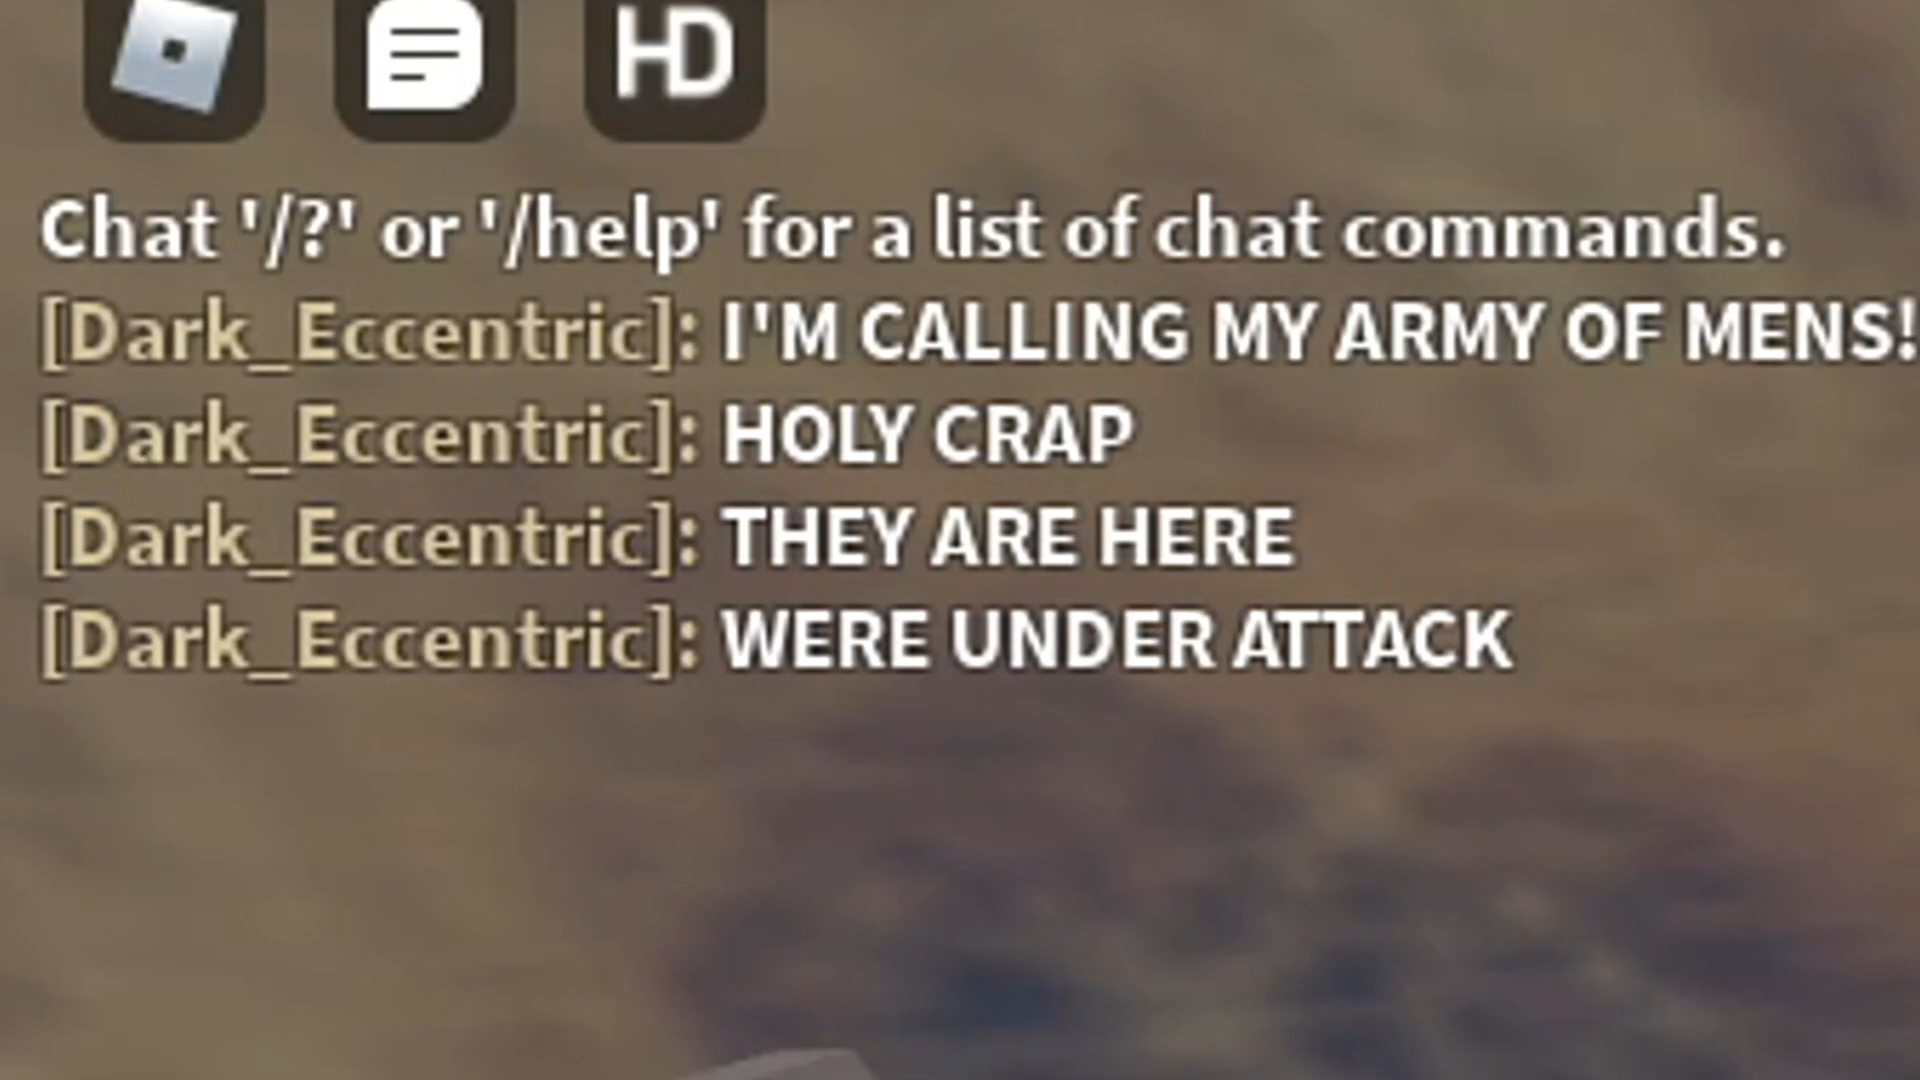 HD
Chat '/?' or '/help' for a list of chat commands.
[Dark_Eccentric]: I'M CALLING MY ARMY OF MENS!
[Dark_Eccentric]: HOLY CRAP
[Dark_Eccentric]: THEY ARE HERE
[Dark_Eccentric]: WERE UNDER ATTACK